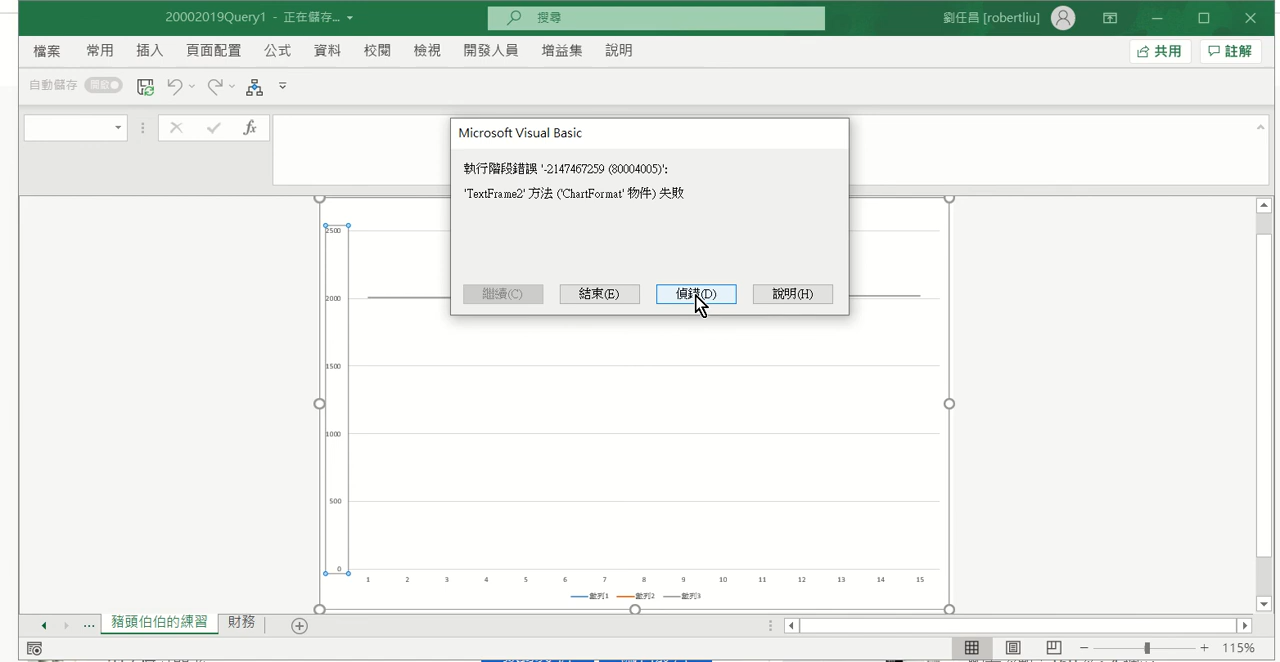 20002019Query1 - 正在儲存...
搜尋
劉任昌 [robertliu]
檔案 常用 插入 頁面配置 公式 資料 校閱 檢視 開發人員 增益集 說明
共用 註解
自動儲存
fx
Microsoft Visual Basic
執行階段錯誤 '-2147467259 (80004005)':
'TextFrame2' 方法 ('ChartFormat' 物件) 失敗
繼續(C) 結束(E) 偵錯(D) 說明(H)
2500
2000
1500
1000
500
0
1 2 3 4 5 6 7 8 9 10 11 12 13 14 15
數列1 數列2 數列3
... 豬頭伯伯的練習 財務
115%